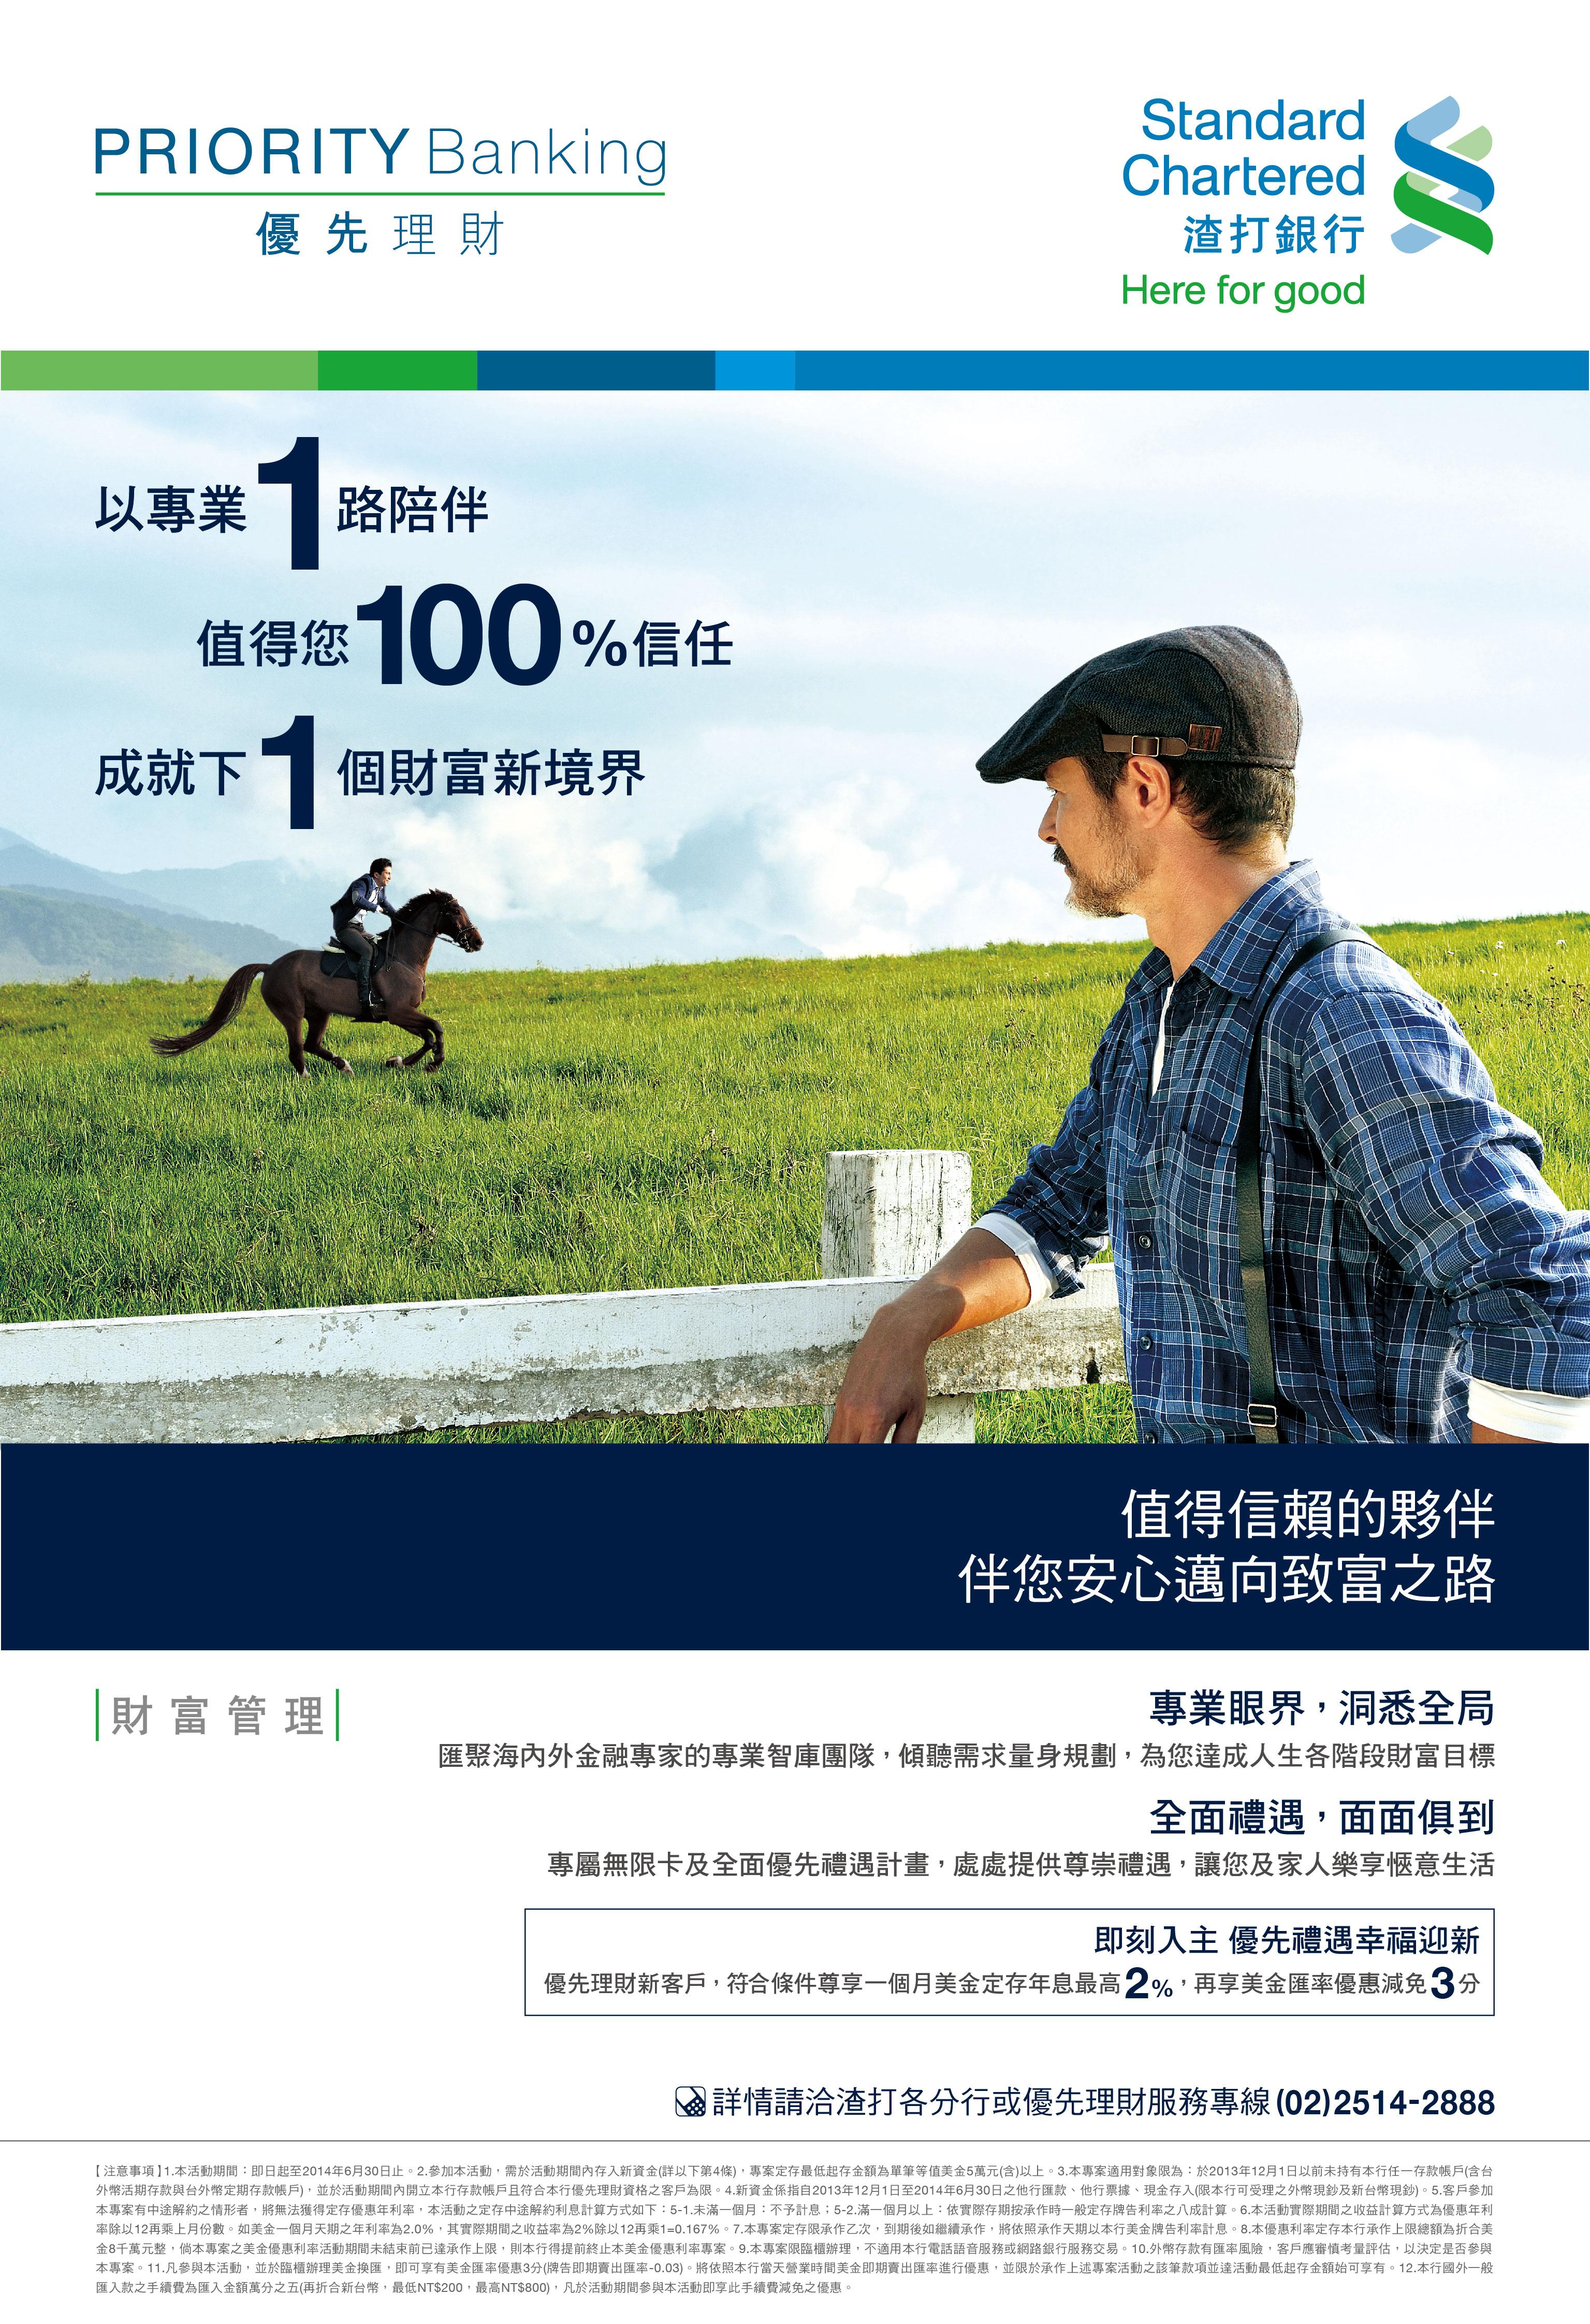 PRIORITY Banking
優先理財
Standard
Chartered
渣打銀行
Here for good
以專業1路陪伴
值得您100%信任
成就下1個財富新境界
值得信賴的夥伴
伴您安心邁向致富之路
財富管理
專業眼界，洞悉全局
匯聚海內外金融專家的專業智庫團隊，傾聽需求量身規劃，為您達成人生各階段財富目標
全面禮遇，面面俱到
專屬無限卡及全面優先禮遇計畫，處處提供尊崇禮遇，讓您及家人樂享愜意生活
即刻入主 優先禮遇幸福迎新
優先理財新客戶，符合條件尊享一個月美金定存年息最高2%，再享美金匯率優惠減免3分
詳情請洽渣打各分行或優先理財服務專線(02)2514-2888
【注意事項】1.本活動期間：即日起至2014年6月30日止。2.參加本活動，需於活動期間內存入新資金(詳以下第4條)，專案定存最低起存金額為單筆等值美金5萬元(含)以上。3.本專案適用對象限為：於2013年12月1日以前未持有本行任一存款帳戶(含台
外幣活期存款與台外幣定期存款帳戶)，並於活動期間內開立本行存款帳戶且符合本行優先理財資格之客戶為限。4.新資金係指自2013年12月1日至2014年6月30日之他行匯款、他行票據、現金存入(限本行可受理之外幣現鈔及新台幣現鈔)。5.客戶參加
本專案有中途解約之情形者，將無法獲得定存優惠年利率，本活動之定存中途解約利息計算方式如下：5-1.未滿一個月：不予計息；5-2.滿一個月以上：依實際存期按承作時一般定存牌告利率之八成計算。6.本活動實際期間之收益計算方式為優惠年利
率除以12再乘上月份數。如美金一個月天期之年利率為2.0%，其實際期間之收益率為2%除以12再乘1=0.167%。7.本專案定存限承作乙次，到期後如繼續承作，將依照承作天期以本行美金牌告利率計息。8.本優惠利率定存本行承作上限總額為折合美
金8千萬元整，倘本專案之美金優惠利率活動期間未結束前已達承作上限，則本行得提前終止本美金優惠利率專案。9.本專案限臨櫃辦理，不適用本行電話語音服務或網路銀行服務交易。10.外幣存款有匯率風險，客戶應審慎考量評估，以決定是否參與
本專案。11.凡參與本活動，並於臨櫃辦理美金換匯，即可享有美金匯率優惠3分(牌告即期賣出匯率-0.03)。將依照本行當天營業時間美金即期賣出匯率進行優惠，並限於承作上述專案活動之該筆款項並達活動最低起存金額始可享有。12.本行國外一般
匯入款之手續費為匯入金額萬分之五(再折合新台幣，最低NT$200，最高NT$800)，凡於活動期間參與本活動即享此手續費減免之優惠。